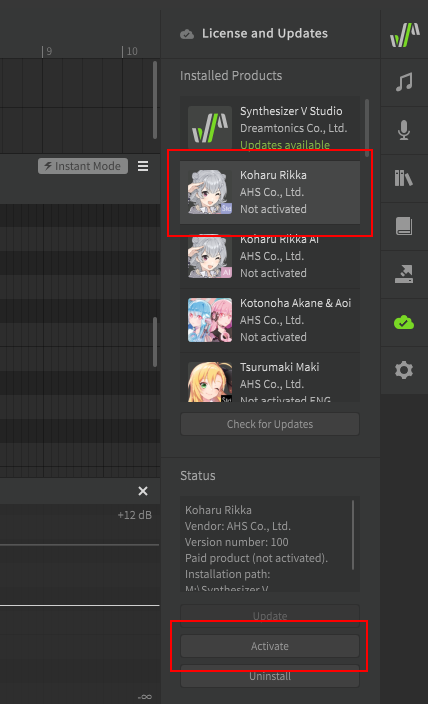 9
10
License and Updates
Installed Products
Synthesizer V Studio
Dreamtonics Co., Ltd.
Updates available
Instant Mode
Koharu Rikka
AHS Co., Ltd.
Not activated
Std
Koharu Rikka AI
AHS Co., Ltd.
Not activated
AI
Kotonoha Akane & Aoi
AHS Co., Ltd.
Not activated
Tsurumaki Maki
AHS Co., Ltd.
Not activated ENG
Std
Check for Updates
Status
+12 dB
Koharu Rikka
Vendor: AHS Co., Ltd.
Version number: 100
Paid product (not activated).
Installation path:
M:\Synthesizer V
Update
Activate
Uninstall
-∞